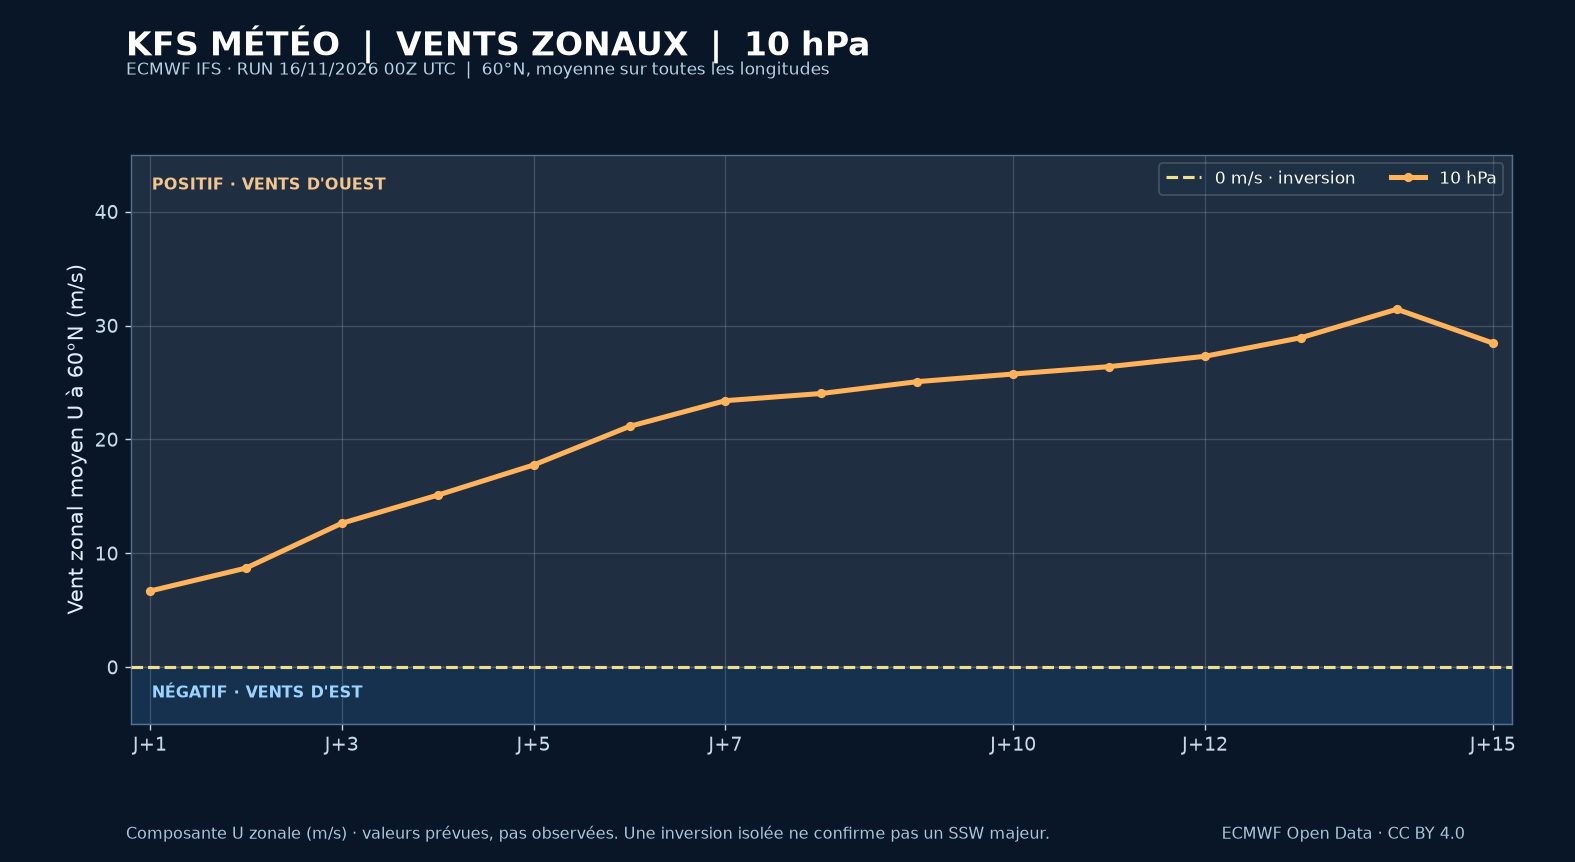 KFS MÉTÉO | VENTS ZONAUX | 10 hPa
ECMWF IFS · RUN 16/11/2026 00Z UTC | 60°N, moyenne sur toutes les longitudes
POSITIF · VENTS D'OUEST
0 m/s · inversion
10 hPa
Vent zonal moyen U à 60°N (m/s)
40
30
20
10
0
NÉGATIF · VENTS D'EST
J+1 J+3 J+5 J+7 J+10 J+12 J+15
Composante U zonale (m/s) · valeurs prévues, pas observées. Une inversion isolée ne confirme pas un SSW majeur.
ECMWF Open Data · CC BY 4.0